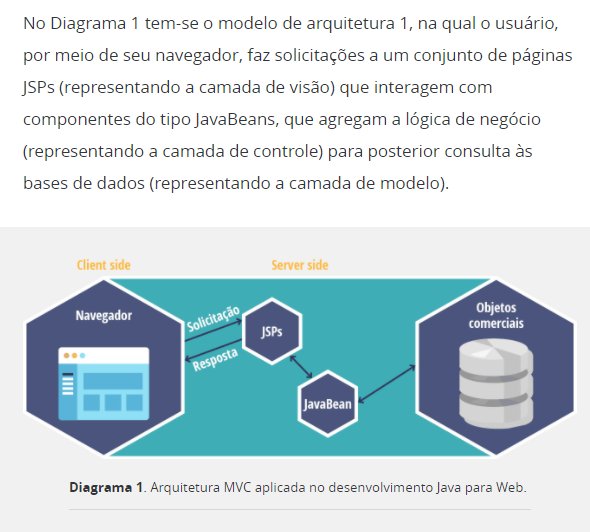 No Diagrama 1 tem-se o modelo de arquitetura 1, na qual o usuário,
por meio de seu navegador, faz solicitações a um conjunto de páginas
JSPs (representando a camada de visão) que interagem com
componentes do tipo JavaBeans, que agregam a lógica de negócio
(representando a camada de controle) para posterior consulta às
bases de dados (representando a camada de modelo).
Client side
Server side
Navegador
Solicitação
Resposta
JSPs
JavaBean
Objetos
comerciais
Diagrama 1. Arquitetura MVC aplicada no desenvolvimento Java para Web.